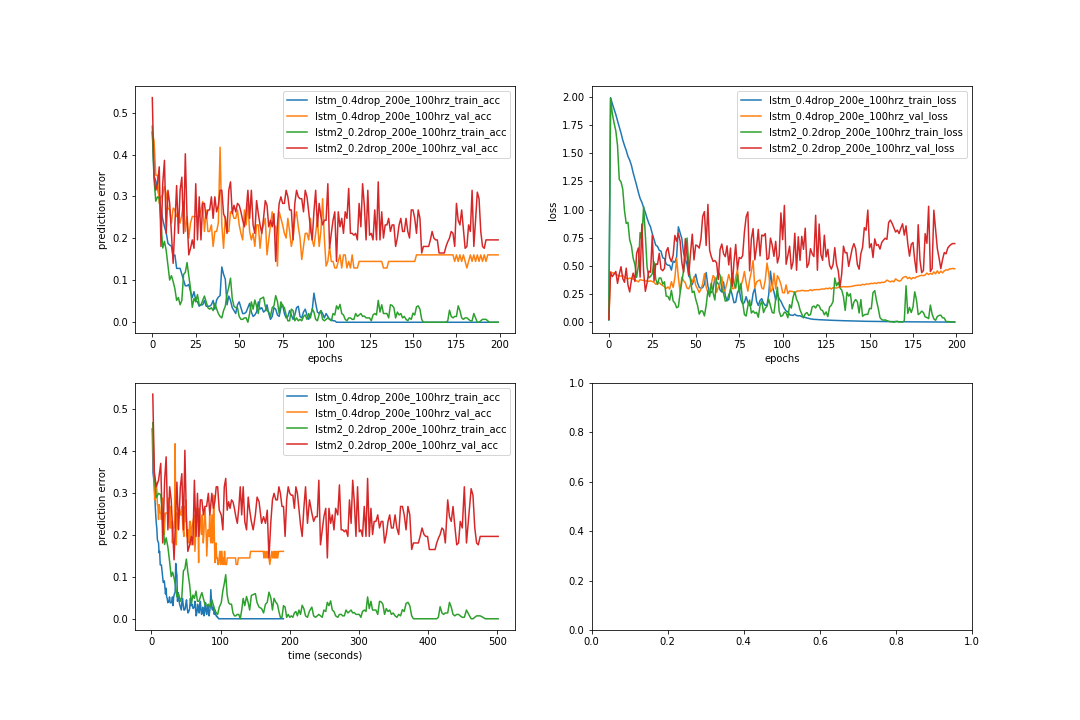 lstm_0.4drop_200e_100hrz_train_acc
lstm_0.4drop_200e_100hrz_val_acc
lstm2_0.2drop_200e_100hrz_train_acc
lstm2_0.2drop_200e_100hrz_val_acc
0.5
0.4
0.3
0.2
0.1
0.0
prediction error
0 25 50 75 100 125 150 175 200
epochs
lstm_0.4drop_200e_100hrz_train_loss
lstm_0.4drop_200e_100hrz_val_loss
lstm2_0.2drop_200e_100hrz_train_loss
lstm2_0.2drop_200e_100hrz_val_loss
2.00
1.75
1.50
1.25
1.00
0.75
0.50
0.25
0.00
loss
0 25 50 75 100 125 150 175 200
epochs
lstm_0.4drop_200e_100hrz_train_acc
lstm_0.4drop_200e_100hrz_val_acc
lstm2_0.2drop_200e_100hrz_train_acc
lstm2_0.2drop_200e_100hrz_val_acc
0.5
0.4
0.3
0.2
0.1
0.0
prediction error
0 100 200 300 400 500
time (seconds)
1.0
0.8
0.6
0.4
0.2
0.0
0.0 0.2 0.4 0.6 0.8 1.0